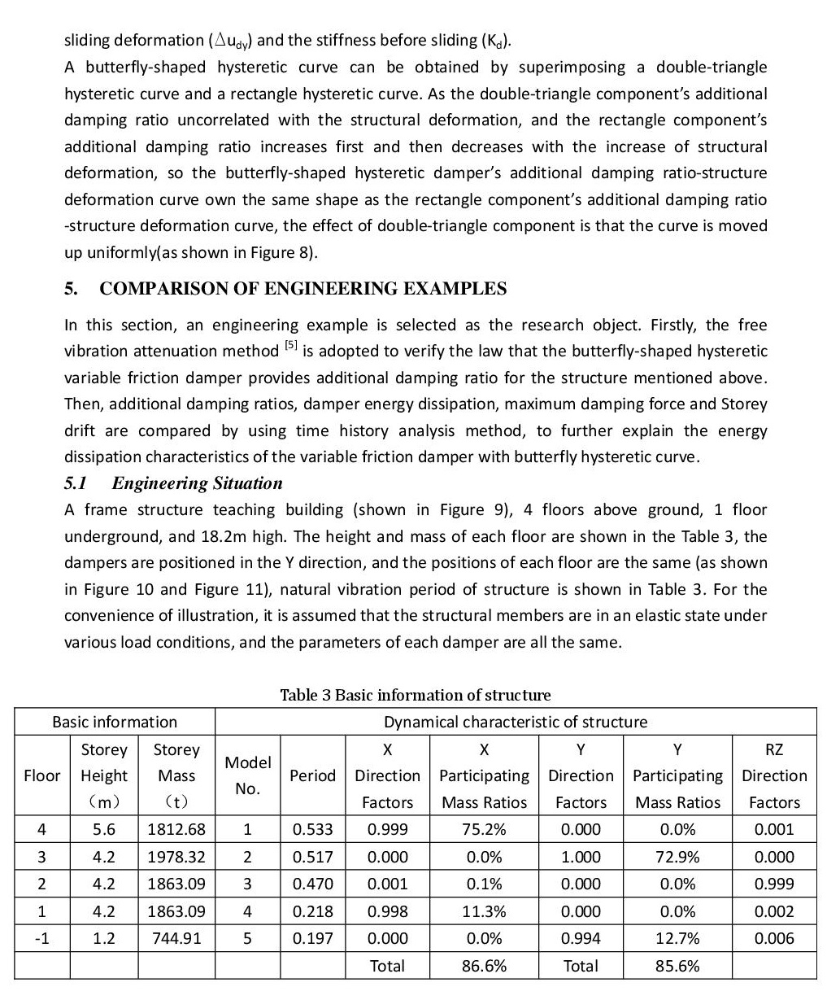 sliding deformation (△udy) and the stiffness before sliding (Kd).
A butterfly-shaped hysteretic curve can be obtained by superimposing a double-triangle
hysteretic curve and a rectangle hysteretic curve. As the double-triangle component’s additional
damping ratio uncorrelated with the structural deformation, and the rectangle component’s
additional damping ratio increases first and then decreases with the increase of structural
deformation, so the butterfly-shaped hysteretic damper’s additional damping ratio-structure
deformation curve own the same shape as the rectangle component’s additional damping ratio
-structure deformation curve, the effect of double-triangle component is that the curve is moved
up uniformly(as shown in Figure 8).
5. COMPARISON OF ENGINEERING EXAMPLES
In this section, an engineering example is selected as the research object. Firstly, the free
vibration attenuation method [5] is adopted to verify the law that the butterfly-shaped hysteretic
variable friction damper provides additional damping ratio for the structure mentioned above.
Then, additional damping ratios, damper energy dissipation, maximum damping force and Storey
drift are compared by using time history analysis method, to further explain the energy
dissipation characteristics of the variable friction damper with butterfly hysteretic curve.
5.1 Engineering Situation
A frame structure teaching building (shown in Figure 9), 4 floors above ground, 1 floor
underground, and 18.2m high. The height and mass of each floor are shown in the Table 3, the
dampers are positioned in the Y direction, and the positions of each floor are the same (as shown
in Figure 10 and Figure 11), natural vibration period of structure is shown in Table 3. For the
convenience of illustration, it is assumed that the structural members are in an elastic state under
various load conditions, and the parameters of each damper are all the same.
Table 3 Basic information of structure
Basic information Dynamical characteristic of structure
Floor Storey Height （m） Storey Mass （t） Model No. Period X Direction Factors X Participating Mass Ratios Y Direction Factors Y Participating Mass Ratios RZ Direction Factors
4 5.6 1812.68 1 0.533 0.999 75.2% 0.000 0.0% 0.001
3 4.2 1978.32 2 0.517 0.000 0.0% 1.000 72.9% 0.000
2 4.2 1863.09 3 0.470 0.001 0.1% 0.000 0.0% 0.999
1 4.2 1863.09 4 0.218 0.998 11.3% 0.000 0.0% 0.002
-1 1.2 744.91 5 0.197 0.000 0.0% 0.994 12.7% 0.006
Total 86.6% Total 85.6%